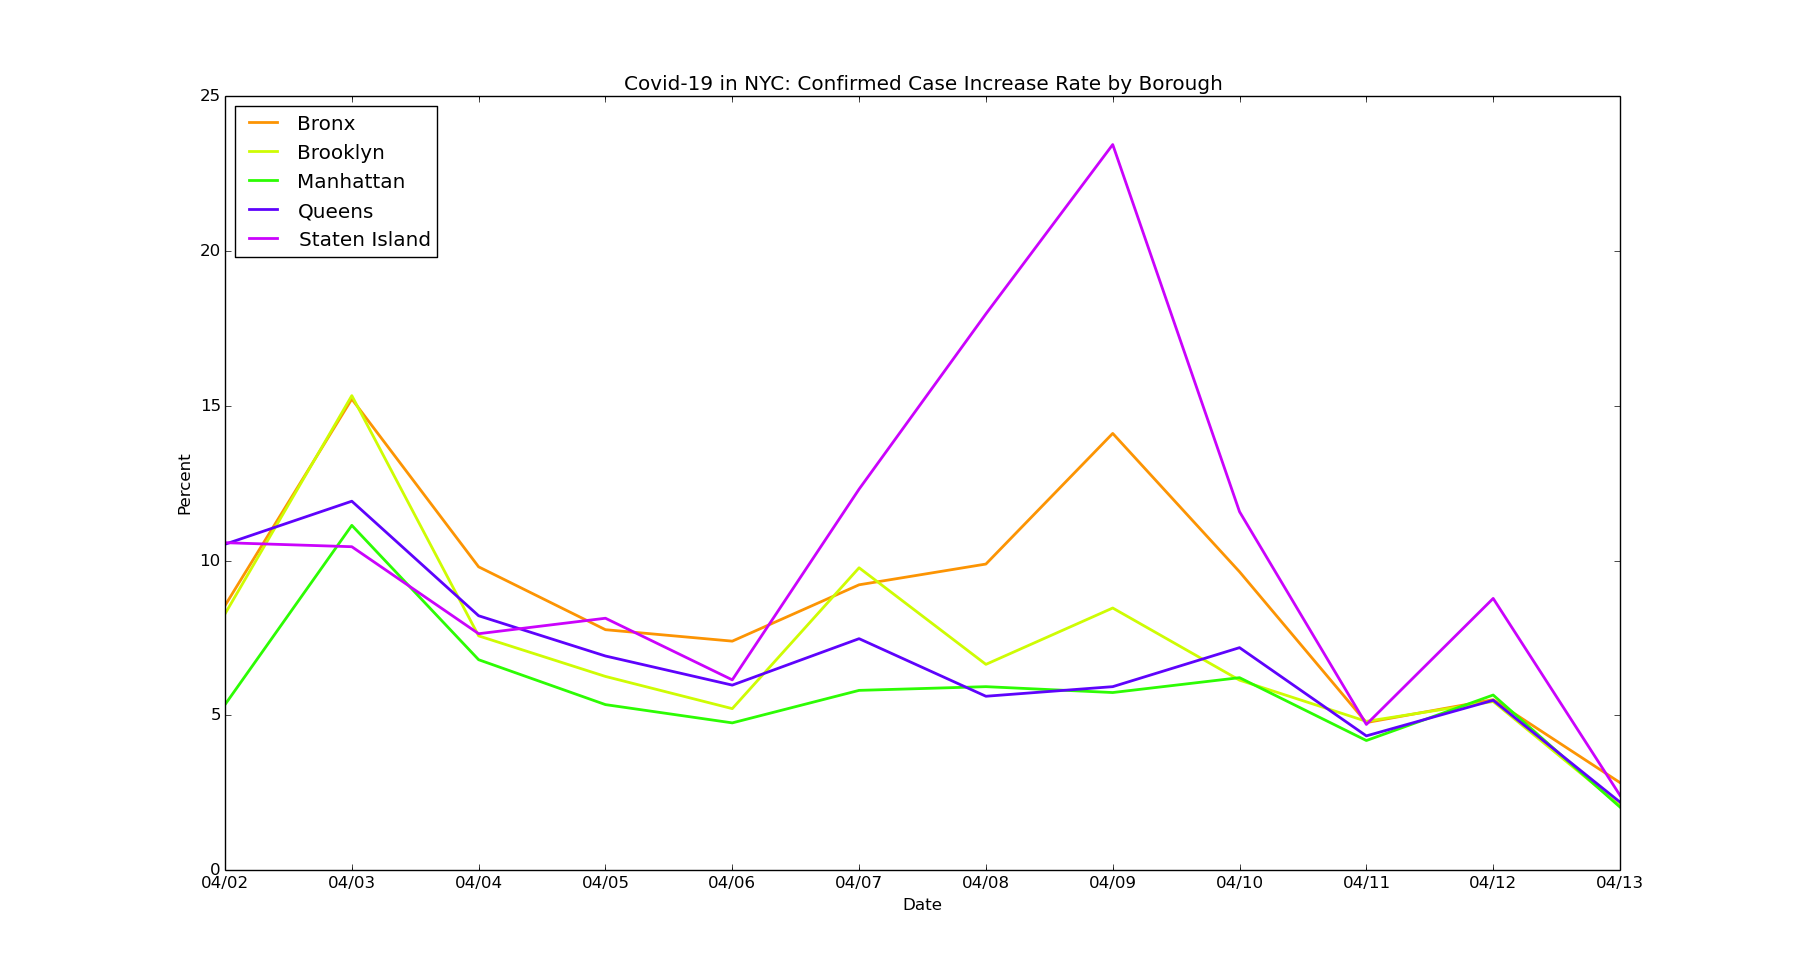 Covid-19 in NYC: Confirmed Case Increase Rate by Borough
25
20
15
10
5
0
Percent
Bronx
Brooklyn
Manhattan
Queens
Staten Island
04/02 04/03 04/04 04/05 04/06 04/07 04/08 04/09 04/10 04/11 04/12 04/13
Date